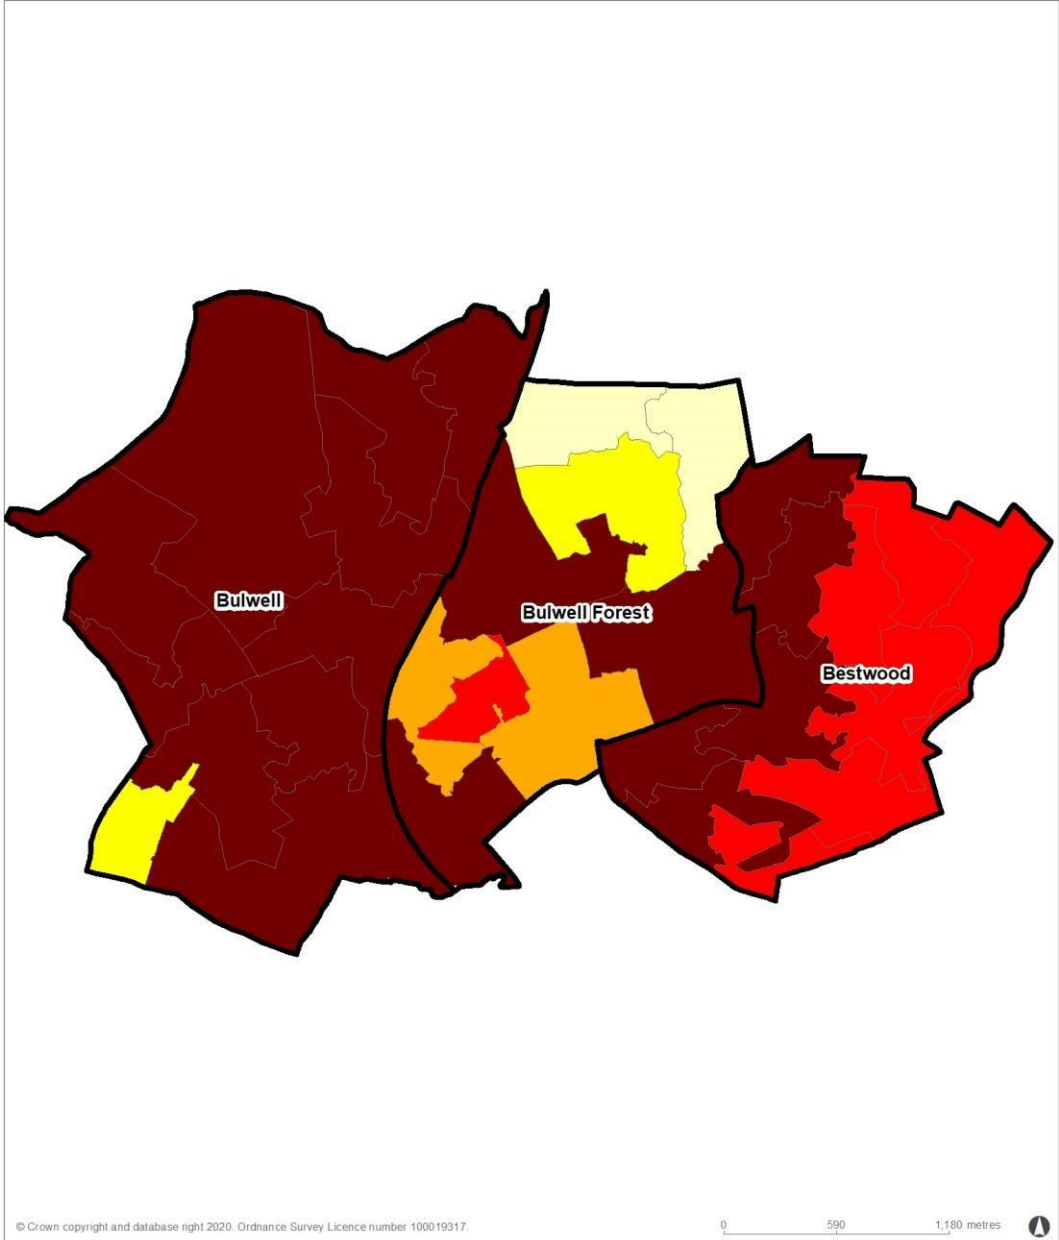 Bulwell
Bulwell Forest
Bestwood
© Crown copyright and database right 2020. Ordnance Survey Licence number 100019317.
0 590 1,180 metres